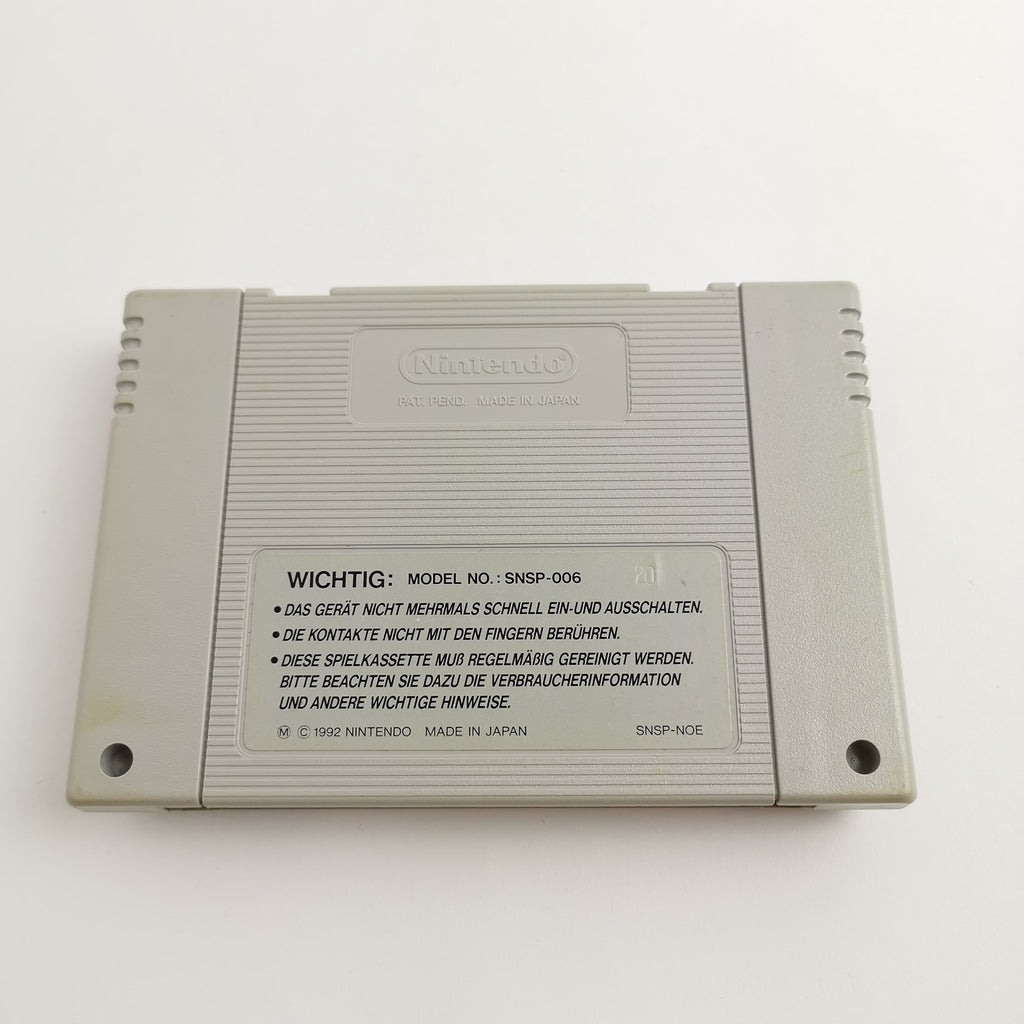 Nintendo®
PAT. PEND. MADE IN JAPAN
WICHTIG: MODEL NO.: SNSP-006 20
• DAS GERÄT NICHT MEHRMALS SCHNELL EIN-UND AUSSCHALTEN.
• DIE KONTAKTE NICHT MIT DEN FINGERN BERÜHREN.
• DIESE SPIELKASSETTE MUß REGELMÄßIG GEREINIGT WERDEN.
BITTE BEACHTEN SIE DAZU DIE VERBRAUCHERINFORMATION
UND ANDERE WICHTIGE HINWEISE.
Ⓜ © 1992 NINTENDO MADE IN JAPAN SNSP-NOE